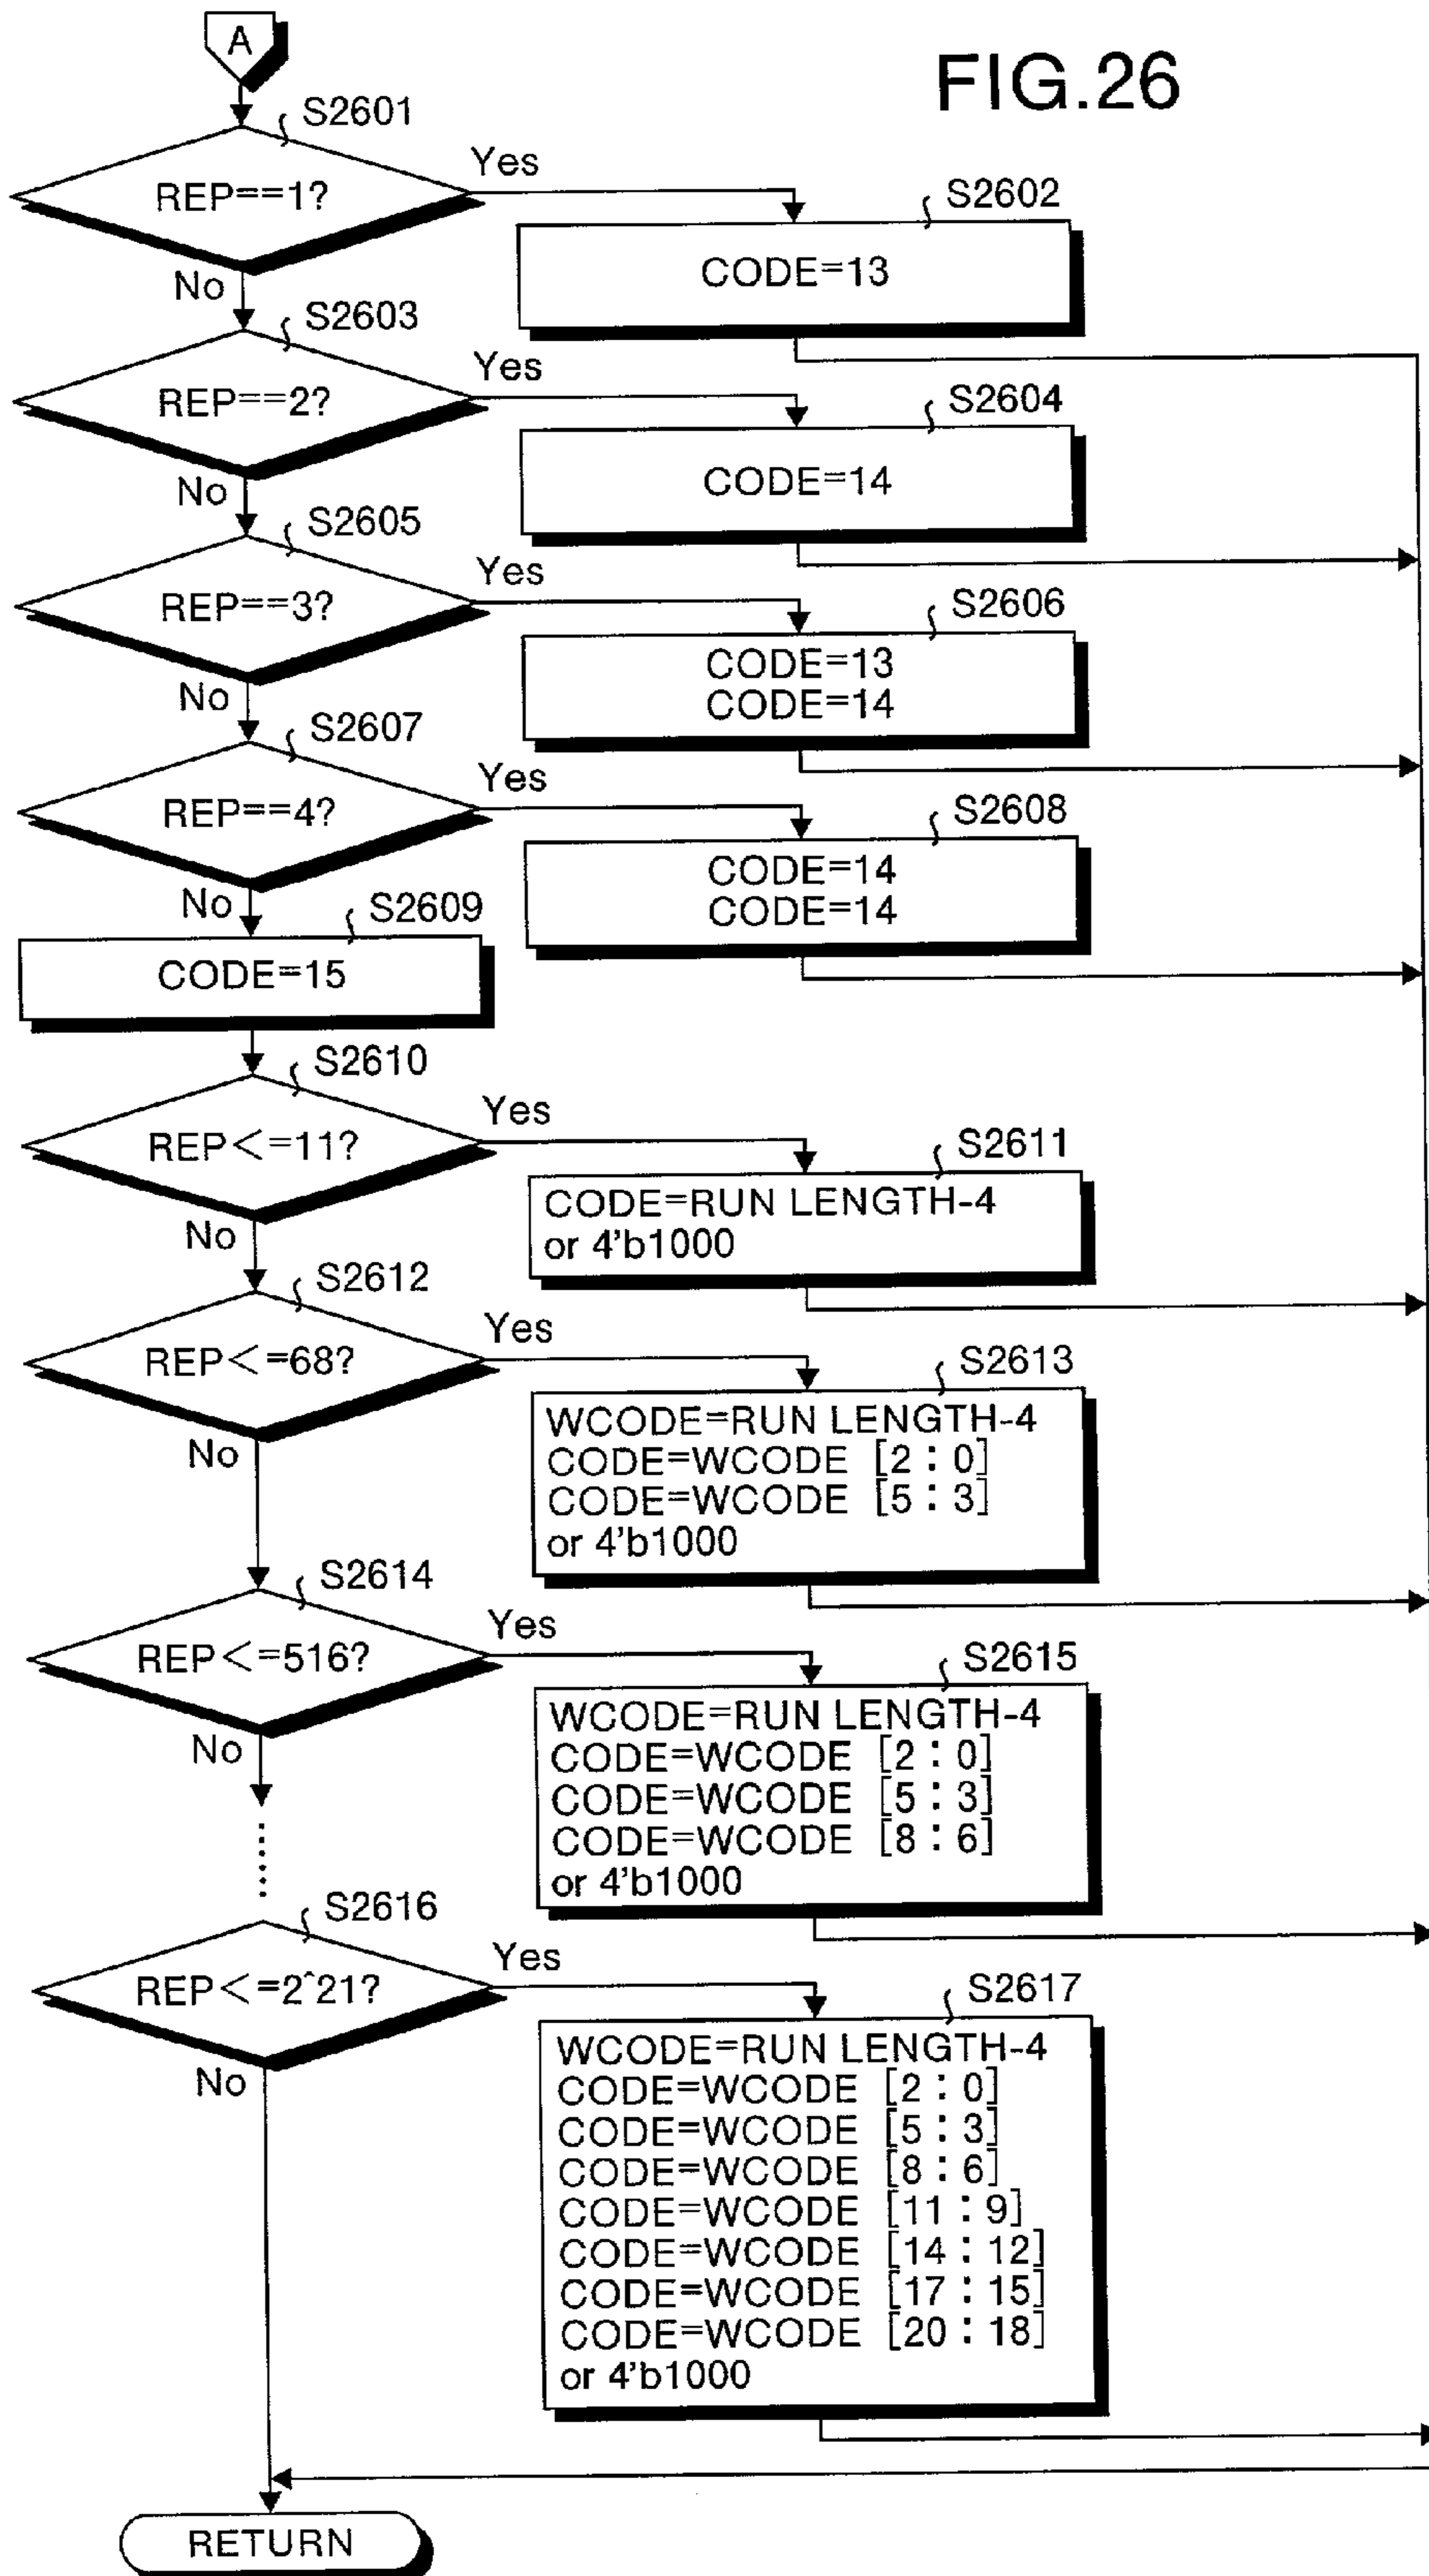 A
FIG.26
S2601
REP==1?
Yes
No
S2602
CODE=13
S2603
REP==2?
Yes
No
S2604
CODE=14
S2605
REP==3?
Yes
No
S2606
CODE=13
CODE=14
S2607
REP==4?
Yes
No
S2608
CODE=14
CODE=14
S2609
CODE=15
S2610
REP<=11?
Yes
No
S2611
CODE=RUN LENGTH-4
or 4'b1000
S2612
REP<=68?
Yes
No
S2613
WCODE=RUN LENGTH-4
CODE=WCODE [2 : 0]
CODE=WCODE [5 : 3]
or 4'b1000
S2614
REP<=516?
Yes
No
S2615
WCODE=RUN LENGTH-4
CODE=WCODE [2 : 0]
CODE=WCODE [5 : 3]
CODE=WCODE [8 : 6]
or 4'b1000
S2616
REP<=2^21?
Yes
No
S2617
WCODE=RUN LENGTH-4
CODE=WCODE [2 : 0]
CODE=WCODE [5 : 3]
CODE=WCODE [8 : 6]
CODE=WCODE [11 : 9]
CODE=WCODE [14 : 12]
CODE=WCODE [17 : 15]
CODE=WCODE [20 : 18]
or 4'b1000
RETURN